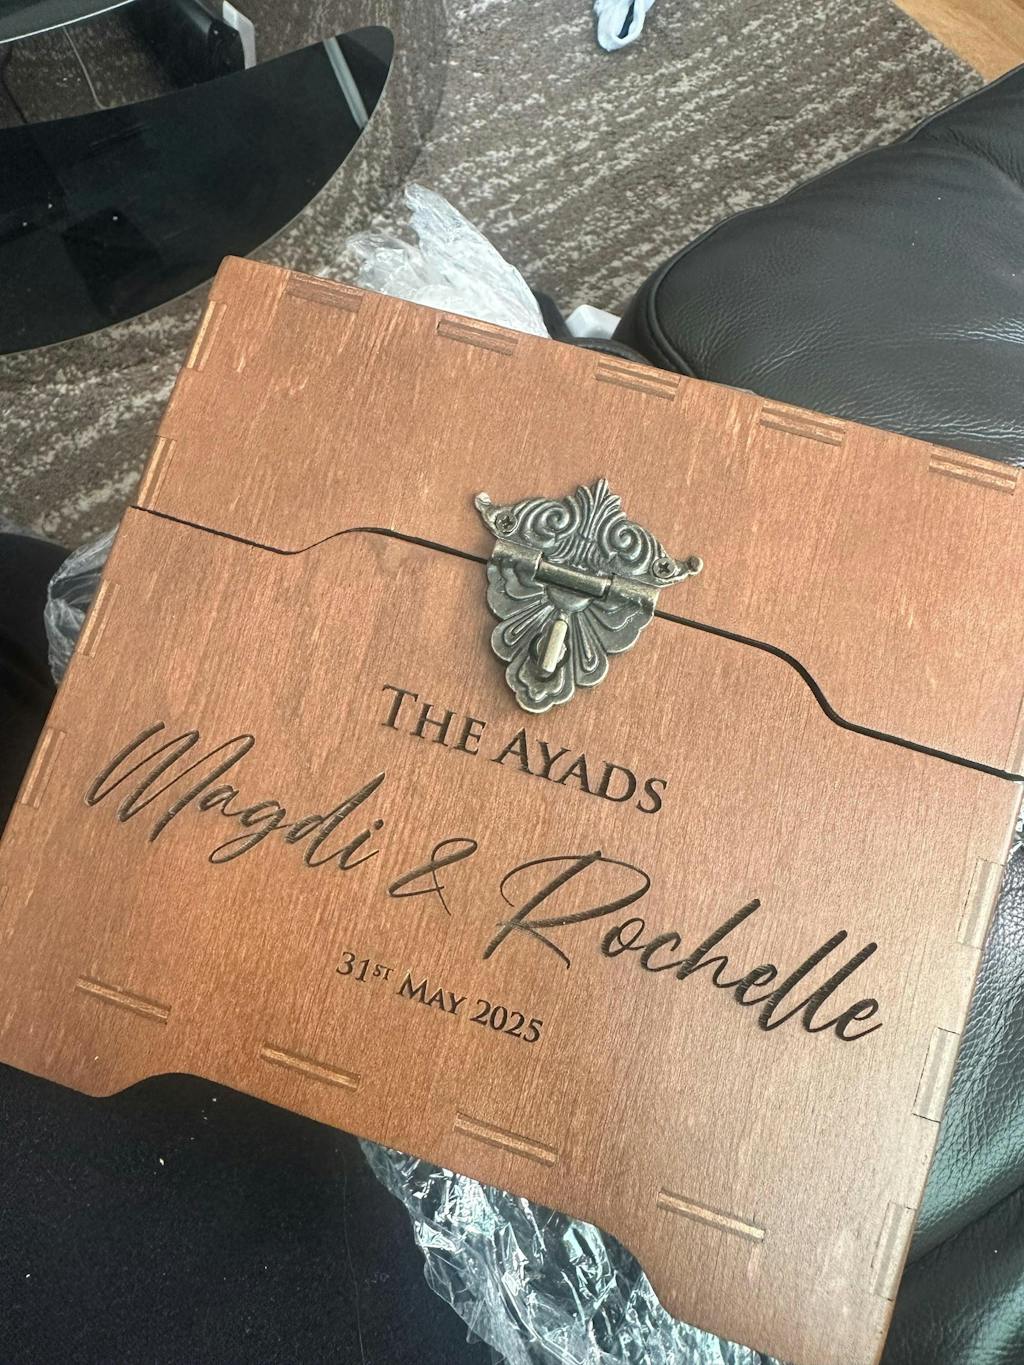 THE AYADS
Magdi & Rochelle
31ST MAY 2025